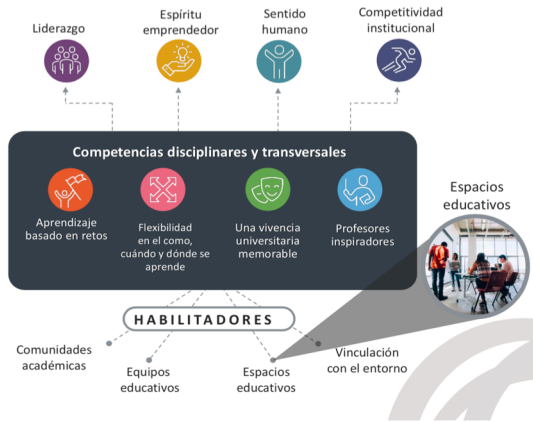 Liderazgo
Espíritu
emprendedor
Sentido
humano
Competitividad
institucional
Competencias disciplinares y transversales
Aprendizaje
basado en retos
Flexibilidad
en el como,
cuándo y dónde se
aprende
Una vivencia
universitaria
memorable
Profesores
inspiradores
Espacios
educativos
HABILITADORES
Comunidades
académicas
Equipos
educativos
Espacios
educativos
Vinculación
con el entorno